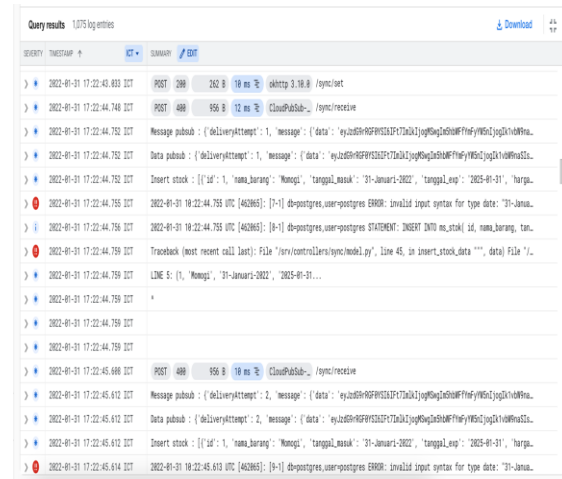 Query results 1,075 log entries
Download
SEVERITY TIMESTAMP ↑ ICT ▾ SUMMARY EDIT
2022-01-31 17:22:43.033 ICT POST 200 262 B 10 ms okhttp 3.10.0 /sync/set
2022-01-31 17:22:44.748 ICT POST 400 956 B 12 ms CloudPubSub-… /sync/receive
2022-01-31 17:22:44.752 ICT Message pubsub : {'deliveryAttempt': 1, 'message': {'data':
2022-01-31 17:22:44.752 ICT Data pubsub : {'deliveryAttempt': 1, 'message': {'data':
2022-01-31 17:22:44.752 ICT Insert stock : [{'id': 1, 'nama_barang': 'Momogi', 'tanggal_masuk': '31-Januari-2022', 'tanggal_exp': '2025-01-31', 'harga…
2022-01-31 17:22:44.755 ICT 2022-01-31 10:22:44.755 UTC [462065]: [7-1] db=postgres,user=postgres ERROR: invalid input syntax for type date: "31-Janua…
2022-01-31 17:22:44.756 ICT 2022-01-31 10:22:44.755 UTC [462065]: [8-1] db=postgres,user=postgres STATEMENT: INSERT INTO ms_stok( id, nama_barang, tan…
2022-01-31 17:22:44.759 ICT Traceback (most recent call last): File "/srv/controllers/sync/model.py", line 45, in insert_stock_data """, data) File "/…
2022-01-31 17:22:44.759 ICT LINE 5: (1, 'Momogi', '31-Januari-2022', '2025-01-31...
2022-01-31 17:22:44.759 ICT
2022-01-31 17:22:44.759 ICT
2022-01-31 17:22:44.759 ICT
2022-01-31 17:22:45.608 ICT POST 400 956 B 10 ms CloudPubSub-… /sync/receive
2022-01-31 17:22:45.612 ICT Message pubsub : {'deliveryAttempt': 2, 'message': {'data':
2022-01-31 17:22:45.612 ICT Data pubsub : {'deliveryAttempt': 2, 'message': {'data':
2022-01-31 17:22:45.612 ICT Insert stock : [{'id': 1, 'nama_barang': 'Momogi', 'tanggal_masuk': '31-Januari-2022', 'tanggal_exp': '2025-01-31', 'harga…
2022-01-31 17:22:45.614 ICT 2022-01-31 10:22:45.613 UTC [462065]: [9-1] db=postgres,user=postgres ERROR: invalid input syntax for type date: "31-Janua…